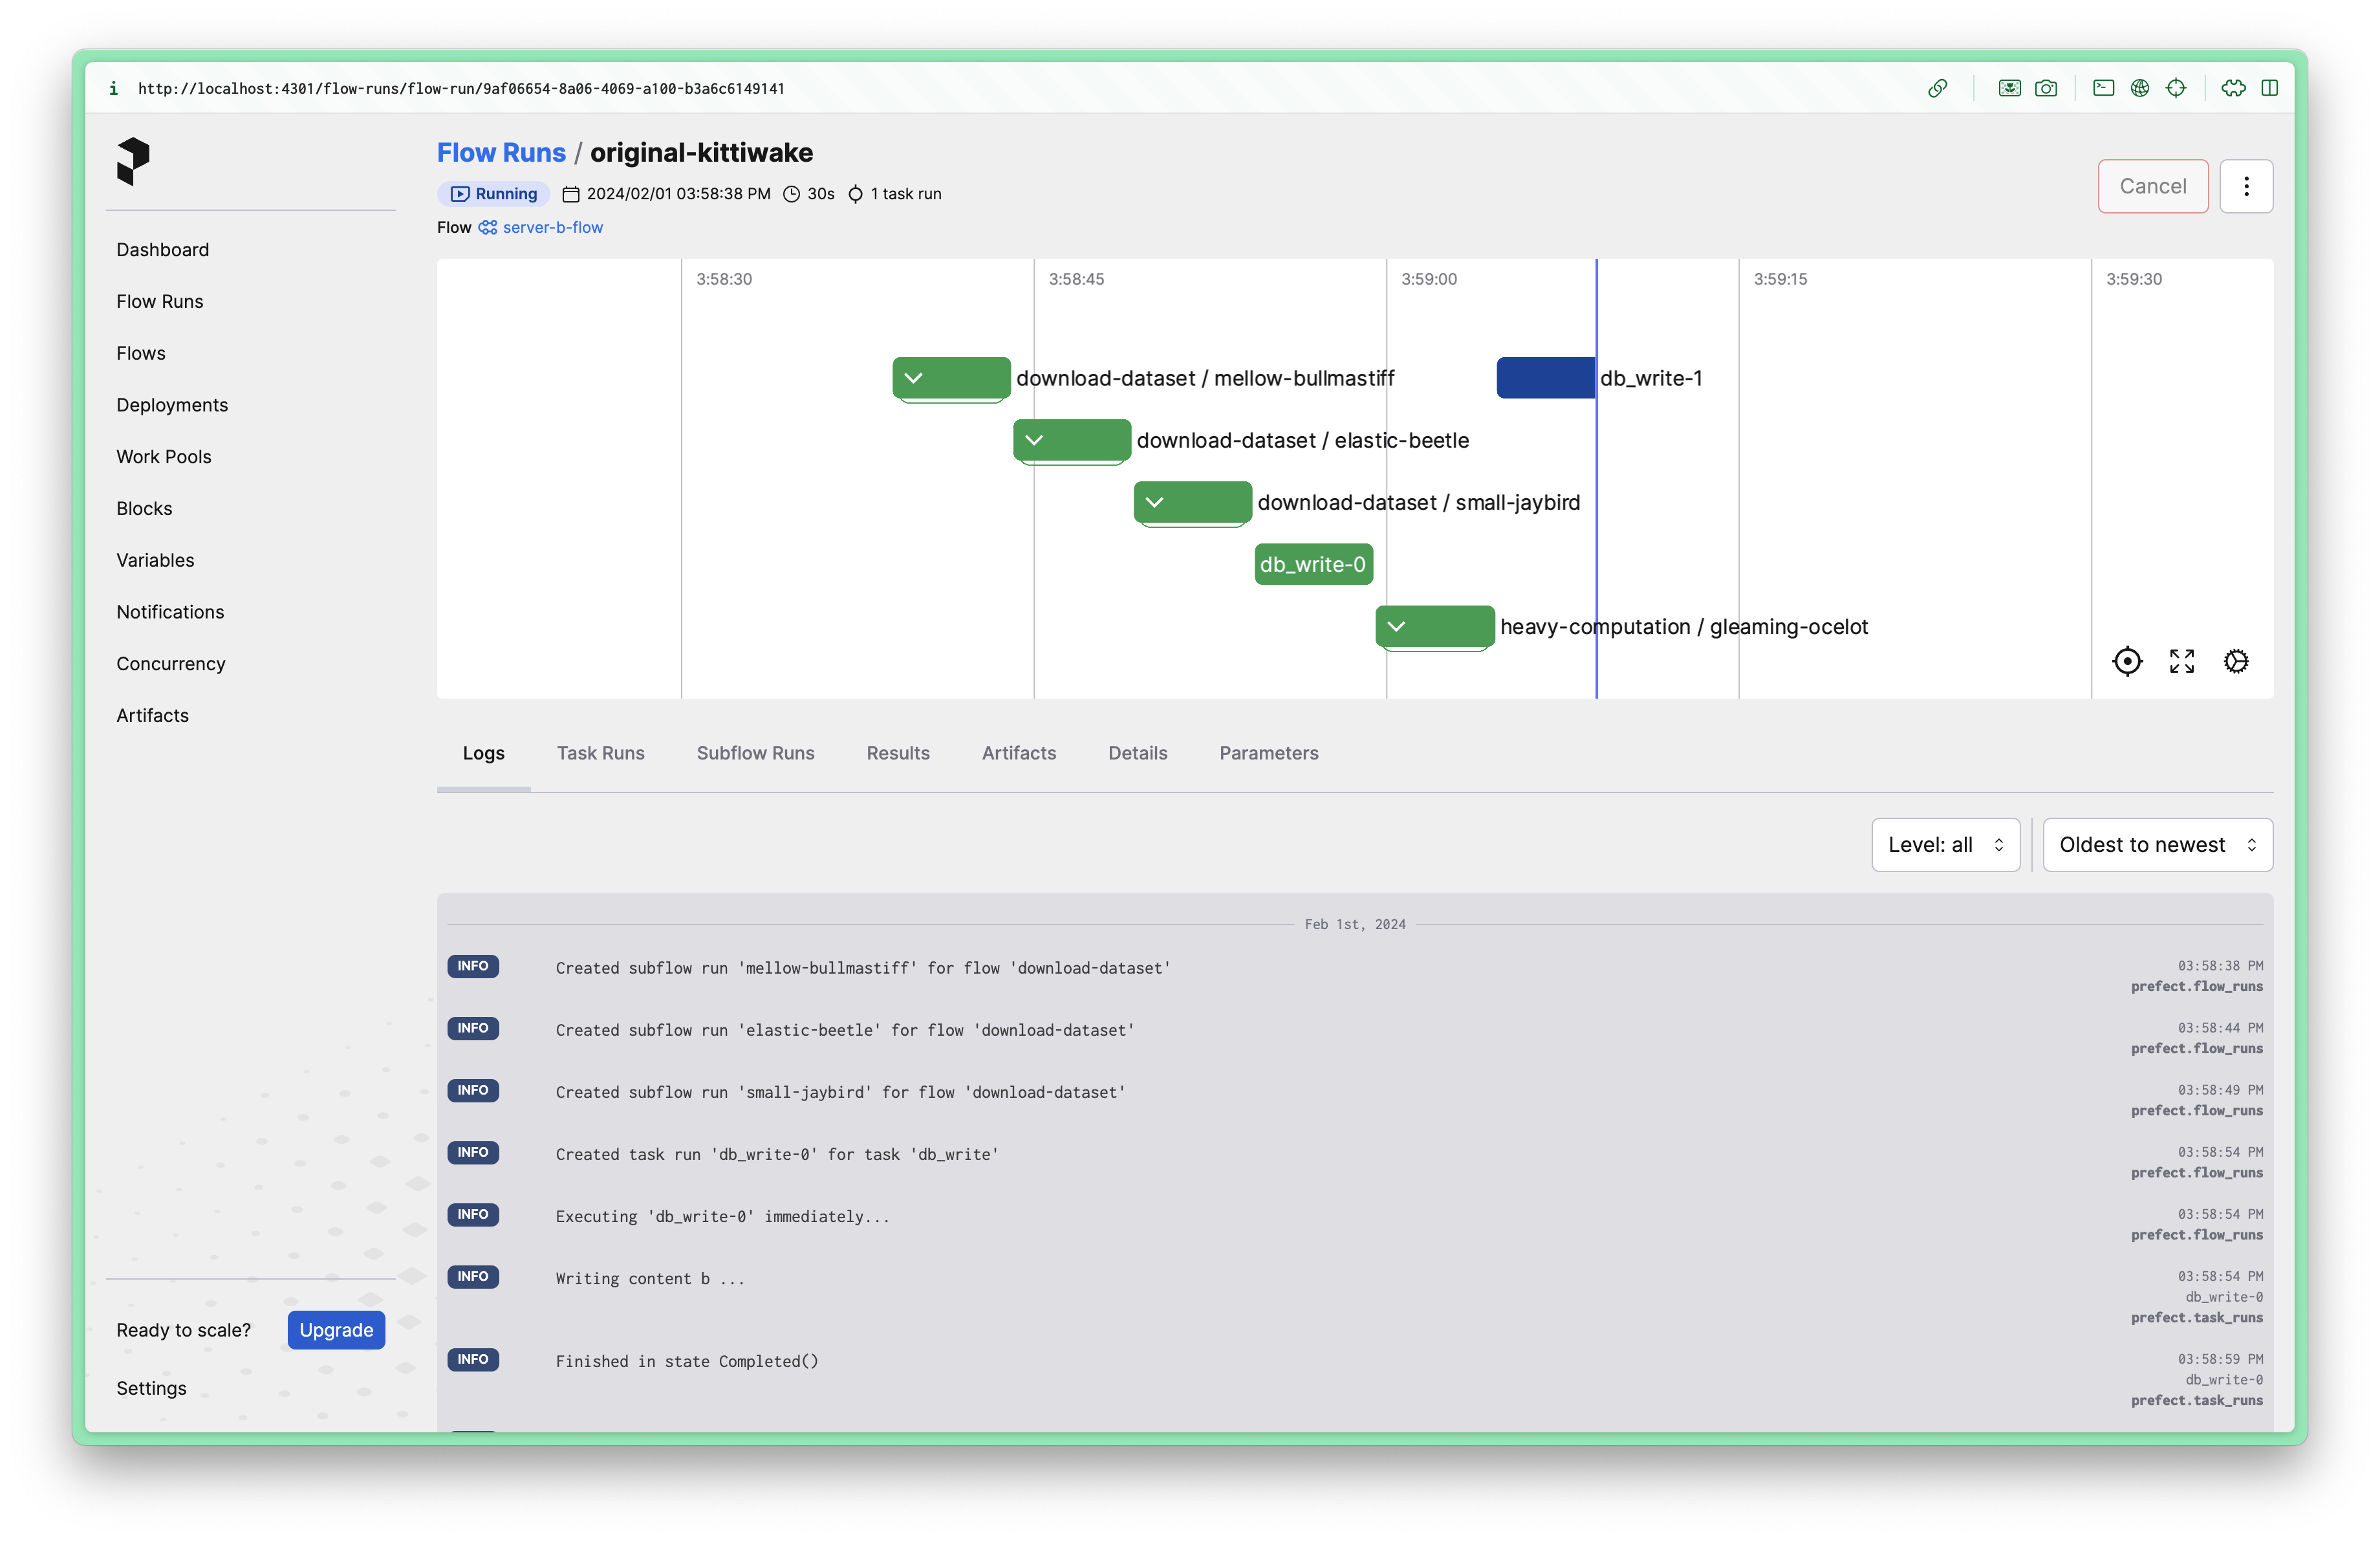 i http://localhost:4301/flow-runs/flow-run/9af06654-8a06-4069-a100-b3a6c6149141
Flow Runs / original-kittiwake
Running 2024/02/01 03:58:38 PM 30s 1 task run
Flow server-b-flow
Cancel
Dashboard
Flow Runs
Flows
Deployments
Work Pools
Blocks
Variables
Notifications
Concurrency
Artifacts
Ready to scale? Upgrade
Settings
3:58:30 3:58:45 3:59:00 3:59:15 3:59:30
download-dataset / mellow-bullmastiff db_write-1
download-dataset / elastic-beetle
download-dataset / small-jaybird
db_write-0
heavy-computation / gleaming-ocelot
Logs Task Runs Subflow Runs Results Artifacts Details Parameters
Level: all Oldest to newest
Feb 1st, 2024
INFO Created subflow run 'mellow-bullmastiff' for flow 'download-dataset' 03:58:38 PM
prefect.flow_runs
INFO Created subflow run 'elastic-beetle' for flow 'download-dataset' 03:58:44 PM
prefect.flow_runs
INFO Created subflow run 'small-jaybird' for flow 'download-dataset' 03:58:49 PM
prefect.flow_runs
INFO Created task run 'db_write-0' for task 'db_write' 03:58:54 PM
prefect.flow_runs
INFO Executing 'db_write-0' immediately... 03:58:54 PM
prefect.flow_runs
INFO Writing content b ... 03:58:54 PM
db_write-0
prefect.task_runs
INFO Finished in state Completed() 03:58:59 PM
db_write-0
prefect.task_runs